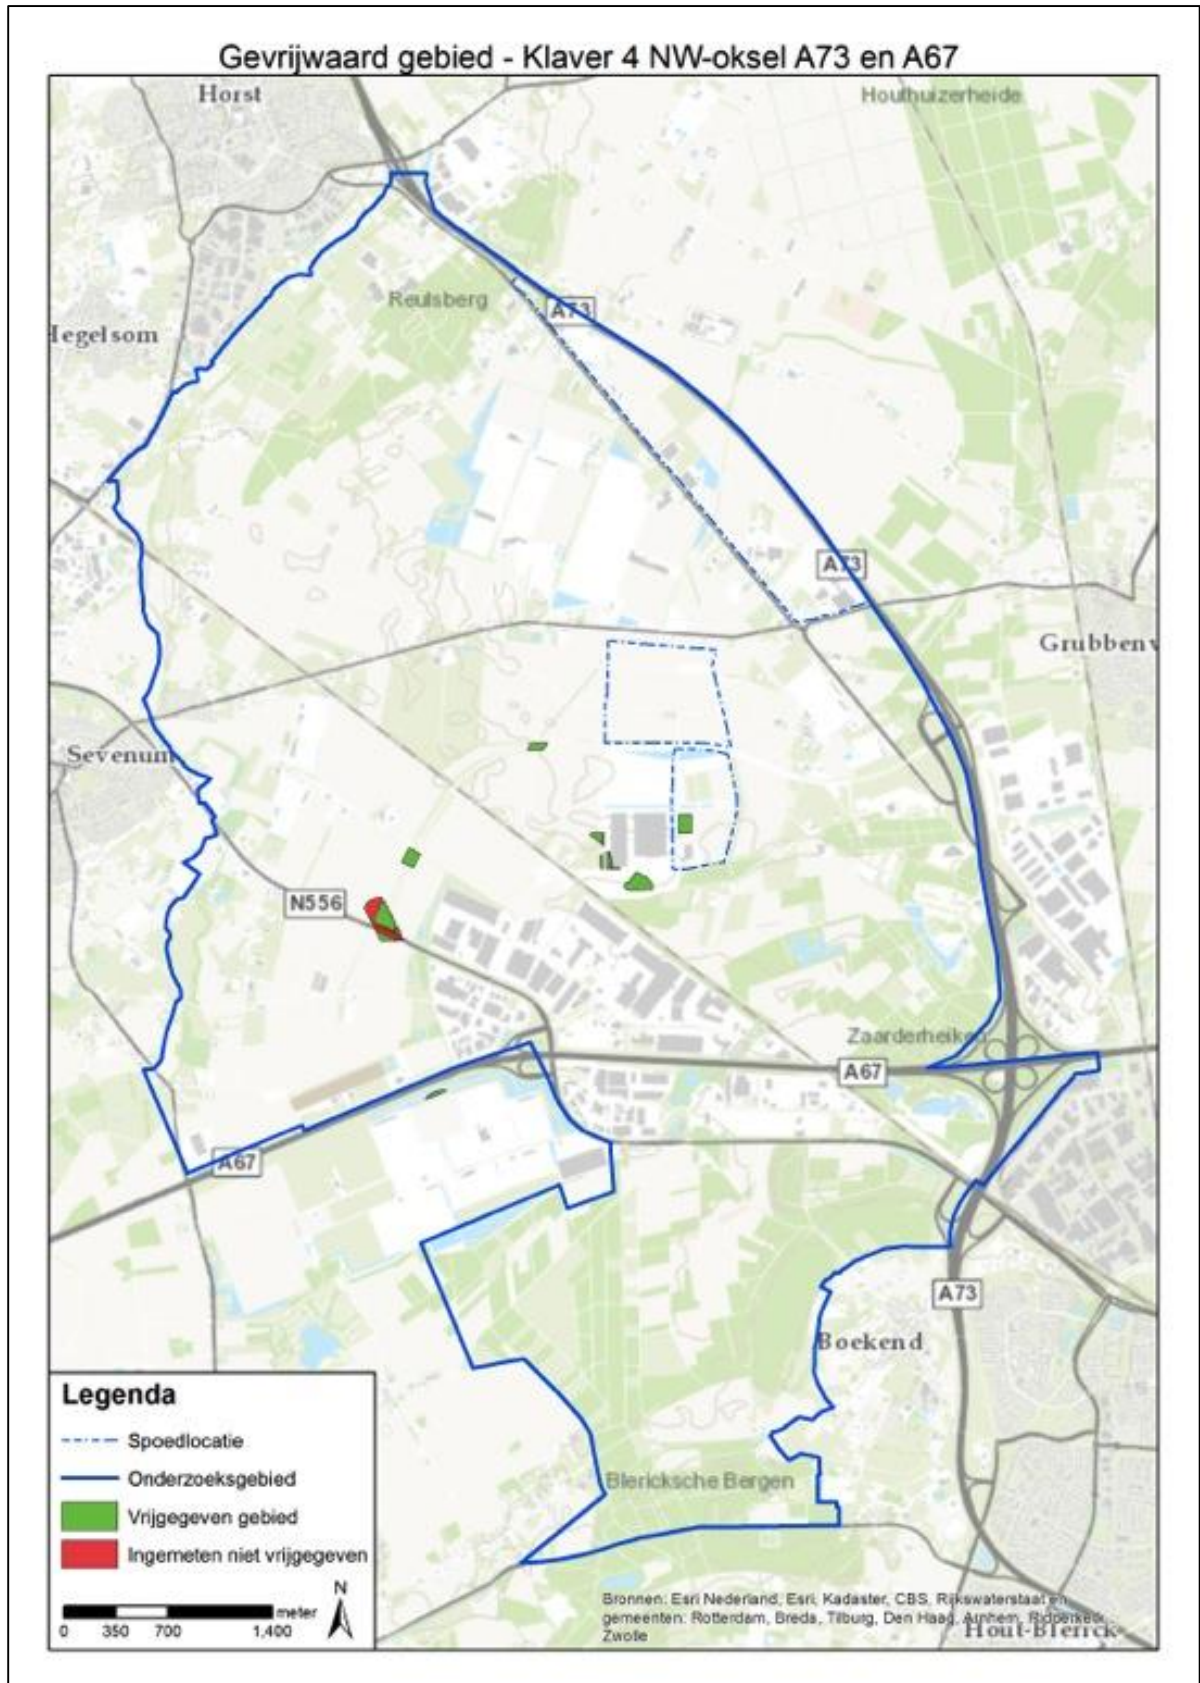 Gevrijwaard gebied - Klaver 4 NW-oksel A73 en A67
Horst
Houthuizerheide
Reulsberg
A73
Hegelsom
A73
Grubbenv
Sevenum
N556
Zaarderheiken
A67
A67
A73
Boekend
Blericksche Bergen
Legenda
Spoedlocatie
Onderzoeksgebied
Vrijgegeven gebied
Ingemeten niet vrijgegeven
N
meter
0 350 700 1,400
Bronnen: Esri Nederland, Esri, Kadaster, CBS, Rijkswaterstaat en
gemeenten: Rotterdam, Breda, Tilburg, Den Haag, Arnhem, Ridderkerk,
Zwolle
Hout-Blerick